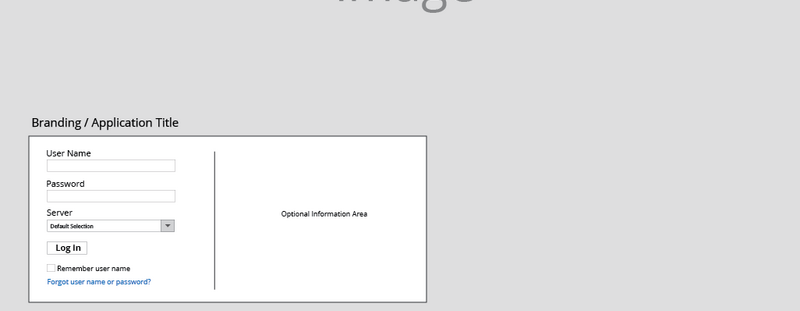 Image
Branding / Application Title
User Name
Password
Optional Information Area
Server
Default Selection
Log In
Remember user name
Forgot user name or password?